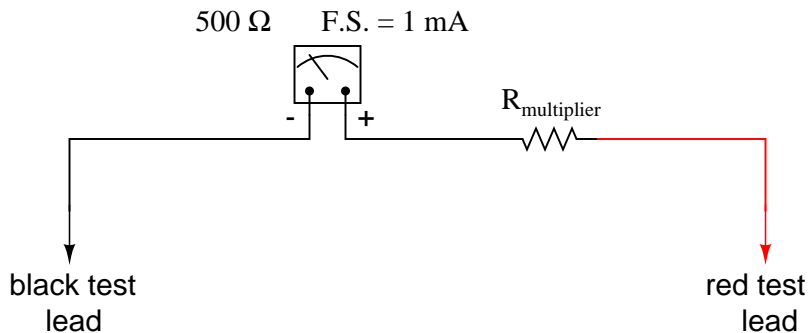 500 Ω F.S. = 1 mA
- +
Rmultiplier
black test
lead
red test
lead